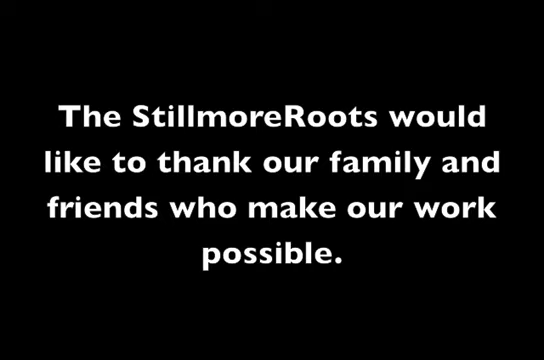 The StillmoreRoots would
like to thank our family and
friends who make our work
possible.